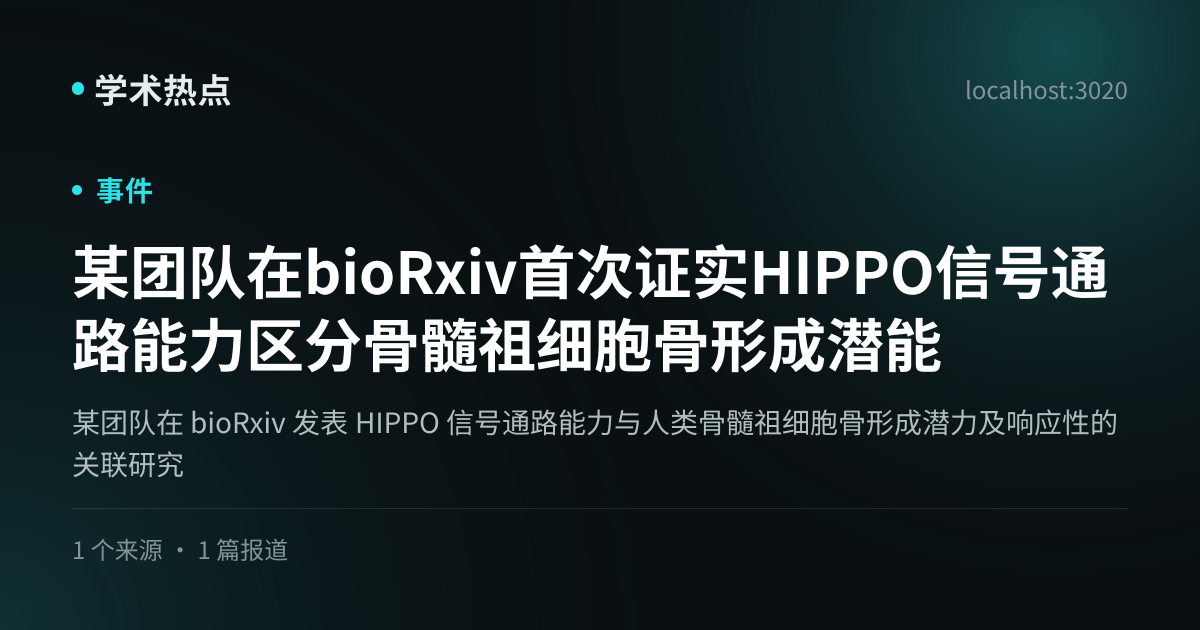 学术热点
localhost:3020
事件
某团队在bioRxiv首次证实HIPPO信号通
路能力区分骨髓祖细胞骨形成潜能
某团队在 bioRxiv 发表 HIPPO 信号通路能力与人类骨髓祖细胞骨形成潜力及响应性的
关联研究
1 个来源 · 1 篇报道